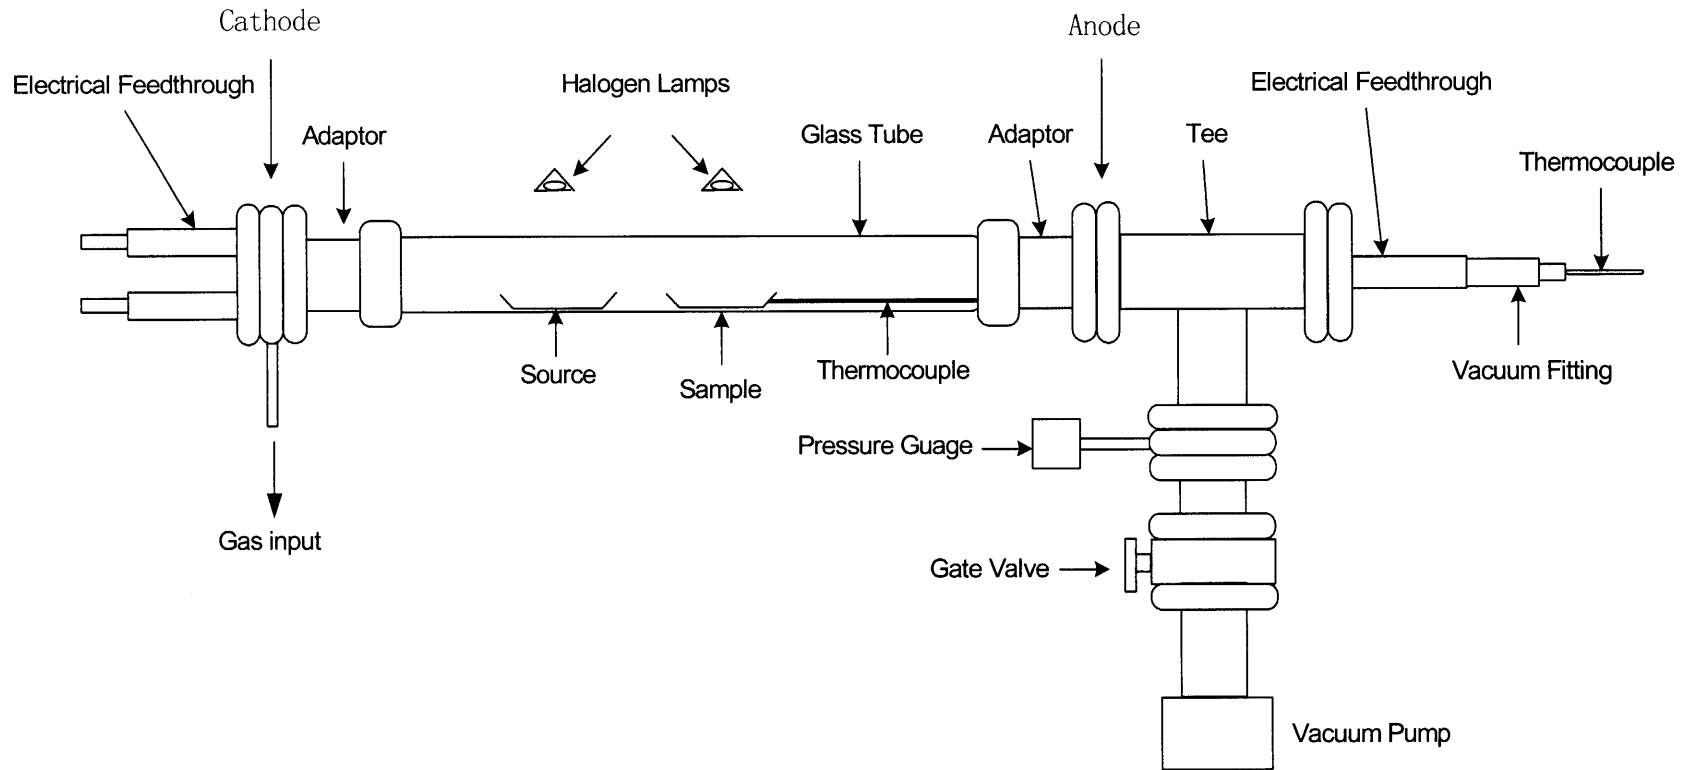 Cathode
Anode
Electrical Feedthrough
Halogen Lamps
Electrical Feedthrough
Adaptor
Glass Tube
Adaptor
Tee
Thermocouple
Source
Sample
Thermocouple
Vacuum Fitting
Pressure Guage
Gas input
Gate Valve
Vacuum Pump